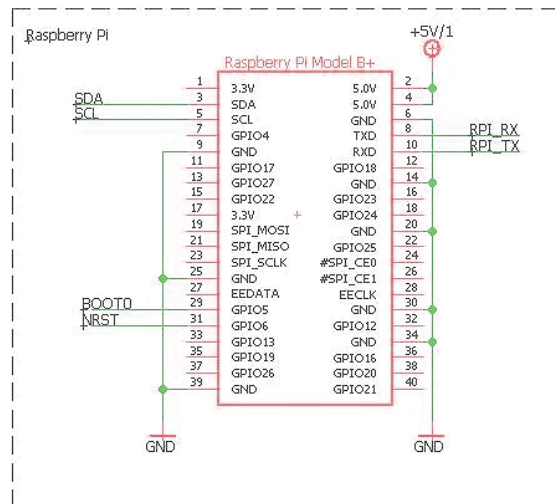 Raspberry Pi
+5V/1
Raspberry Pi Model B+
1 3.3V 5.0V 2
SDA 3 SDA 5.0V 4
SCL 5 SCL GND 6
7 GPIO4 TXD 8 RPI_RX
9 GND RXD 10 RPI_TX
11 GPIO17 GPIO18 12
13 GPIO27 GND 14
15 GPIO22 GPIO23 16
17 3.3V GPIO24 18
19 SPI_MOSI GND 20
21 SPI_MISO GPIO25 22
23 SPI_SCLK #SPI_CE0 24
25 GND #SPI_CE1 26
27 EEDATA EECLK 28
BOOT0 29 GPIO5 GND 30
NRST 31 GPIO6 GPIO12 32
33 GPIO13 GND 34
35 GPIO19 GPIO16 36
37 GPIO26 GPIO20 38
39 GND GPIO21 40
GND GND